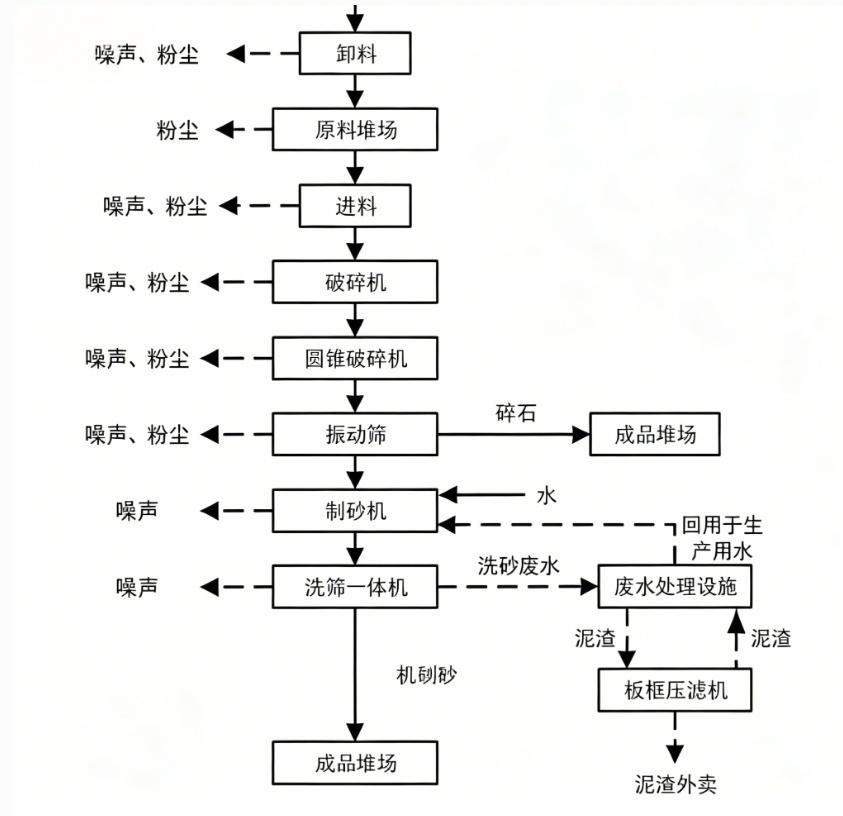 噪声、粉尘
卸料
粉尘
原料堆场
噪声、粉尘
进料
噪声、粉尘
破碎机
噪声、粉尘
圆锥破碎机
碎石
噪声、粉尘
振动筛
成品堆场
水
噪声
制砂机
回用于生
产用水
洗砂废水
噪声
洗筛一体机
废水处理设施
泥渣
泥渣
机制砂
板框压滤机
成品堆场
泥渣外卖